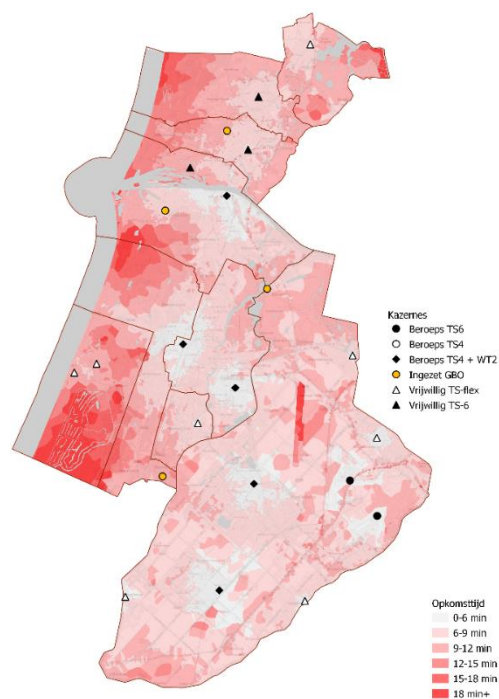 Kazernes
Beroeps TS6
Beroeps TS4
Beroeps TS4 + WT2
Ingezet GBO
Vrijwillig TS-flex
Vrijwillig TS-6
Opkomsttijd
0-6 min
6-9 min
9-12 min
12-15 min
15-18 min
18 min+